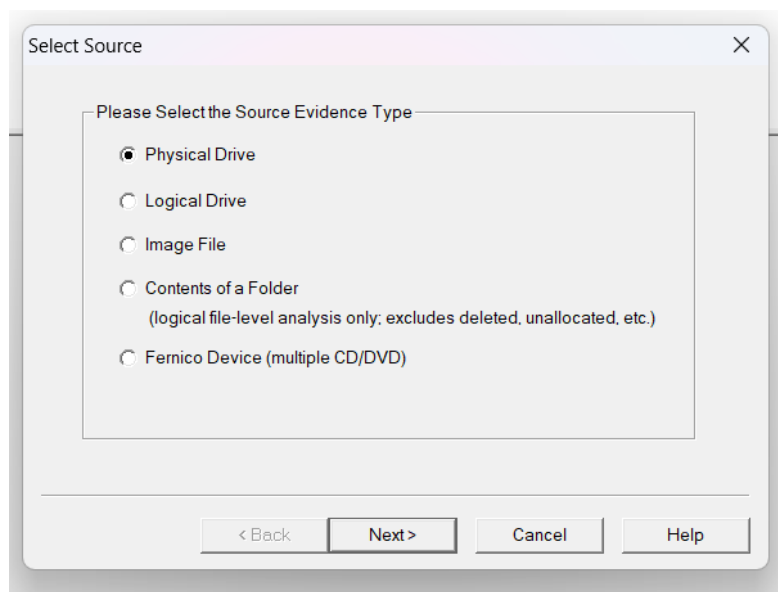 Select Source
Please Select the Source Evidence Type
Physical Drive
Logical Drive
Image File
Contents of a Folder
(logical file-level analysis only; excludes deleted, unallocated, etc.)
Fernico Device (multiple CD/DVD)
< Back Next > Cancel Help